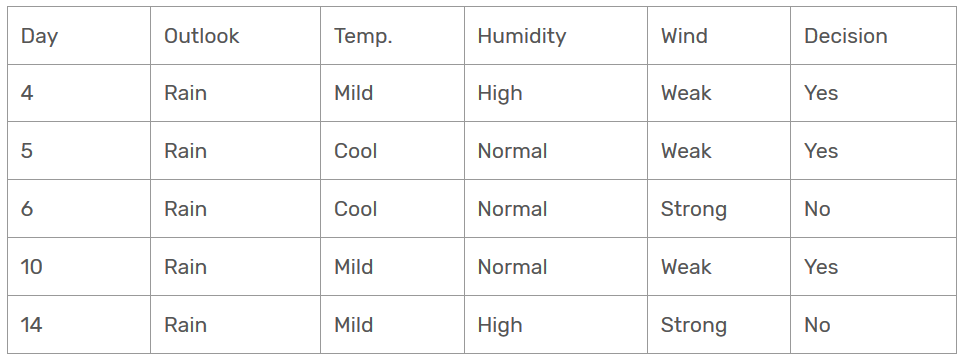 Day Outlook Temp. Humidity Wind Decision
4 Rain Mild High Weak Yes
5 Rain Cool Normal Weak Yes
6 Rain Cool Normal Strong No
10 Rain Mild Normal Weak Yes
14 Rain Mild High Strong No